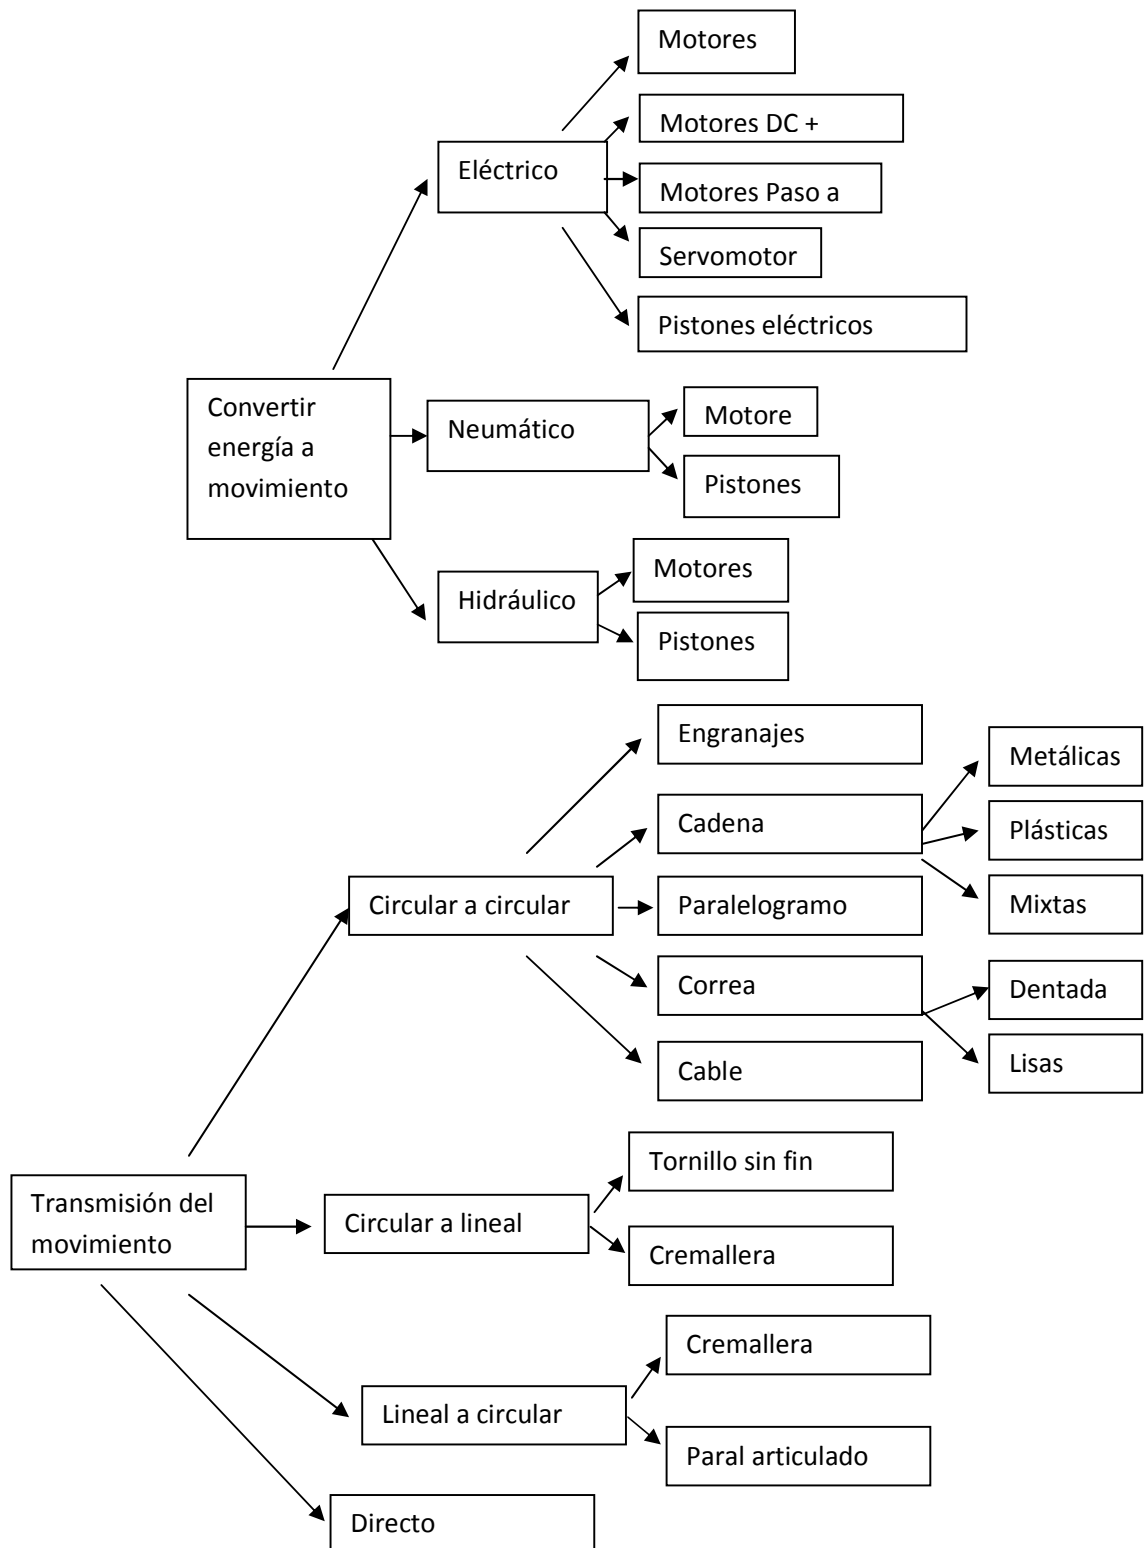 Motores
Motores DC +
Eléctrico
Motores Paso a
Servomotor
Pistones eléctricos
Convertir
energía a
movimiento
Neumático
Motore
Pistones
Hidráulico
Motores
Pistones
Engranajes
Metálicas
Cadena
Plásticas
Circular a circular
Paralelogramo
Mixtas
Correa
Dentada
Cable
Lisas
Transmisión del
movimiento
Circular a lineal
Tornillo sin fin
Cremallera
Cremallera
Lineal a circular
Paral articulado
Directo